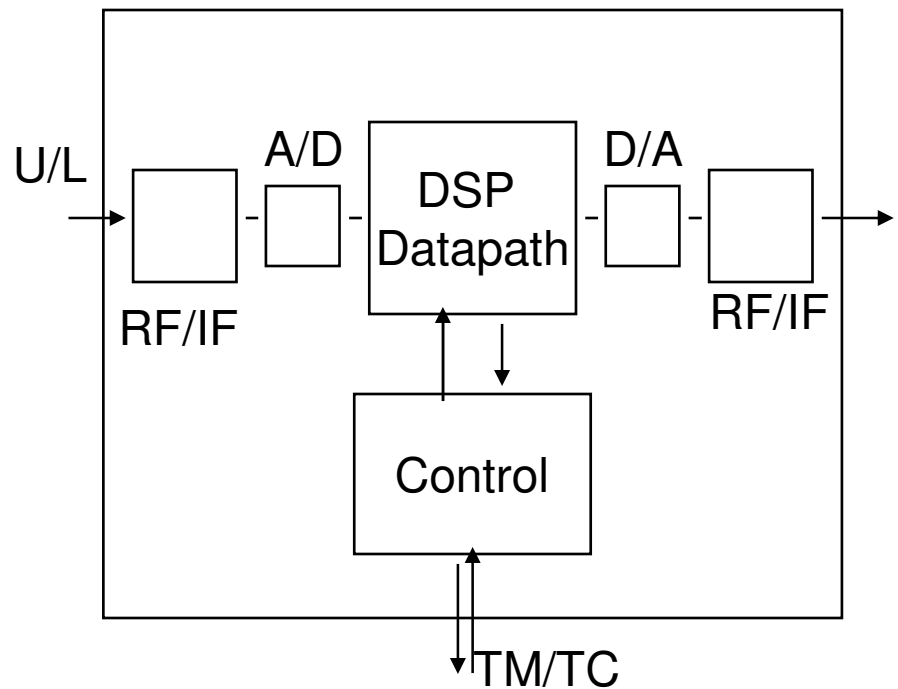 U/L
A/D
D/A
DSP
Datapath
RF/IF
RF/IF
Control
TM/TC